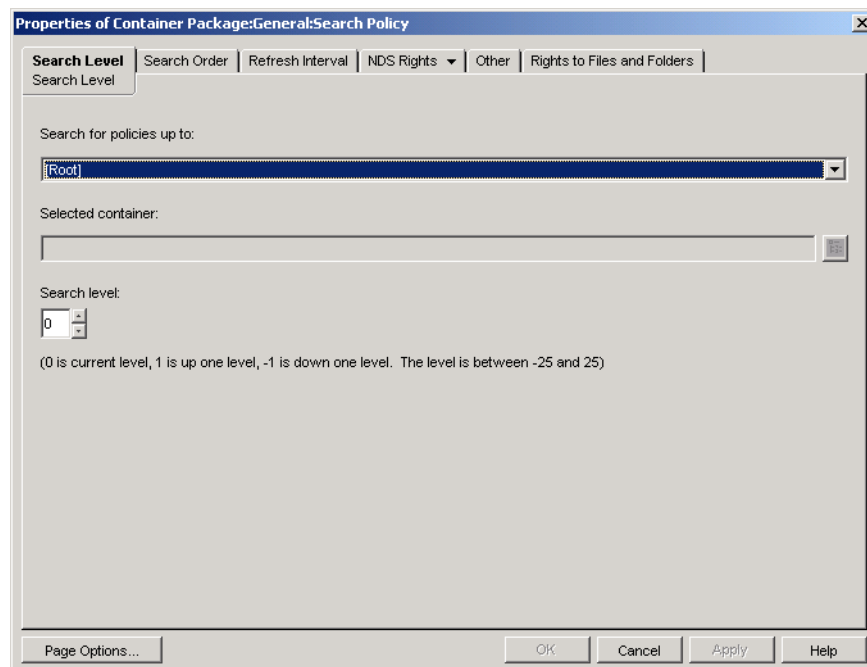 Properties of Container Package:General:Search Policy
Search Level Search Order Refresh Interval NDS Rights Other Rights to Files and Folders
Search Level
Search for policies up to:
[Root]
Selected container:
Search level:
0
(0 is current level, 1 is up one level, -1 is down one level. The level is between -25 and 25)
Page Options... OK Cancel Apply Help